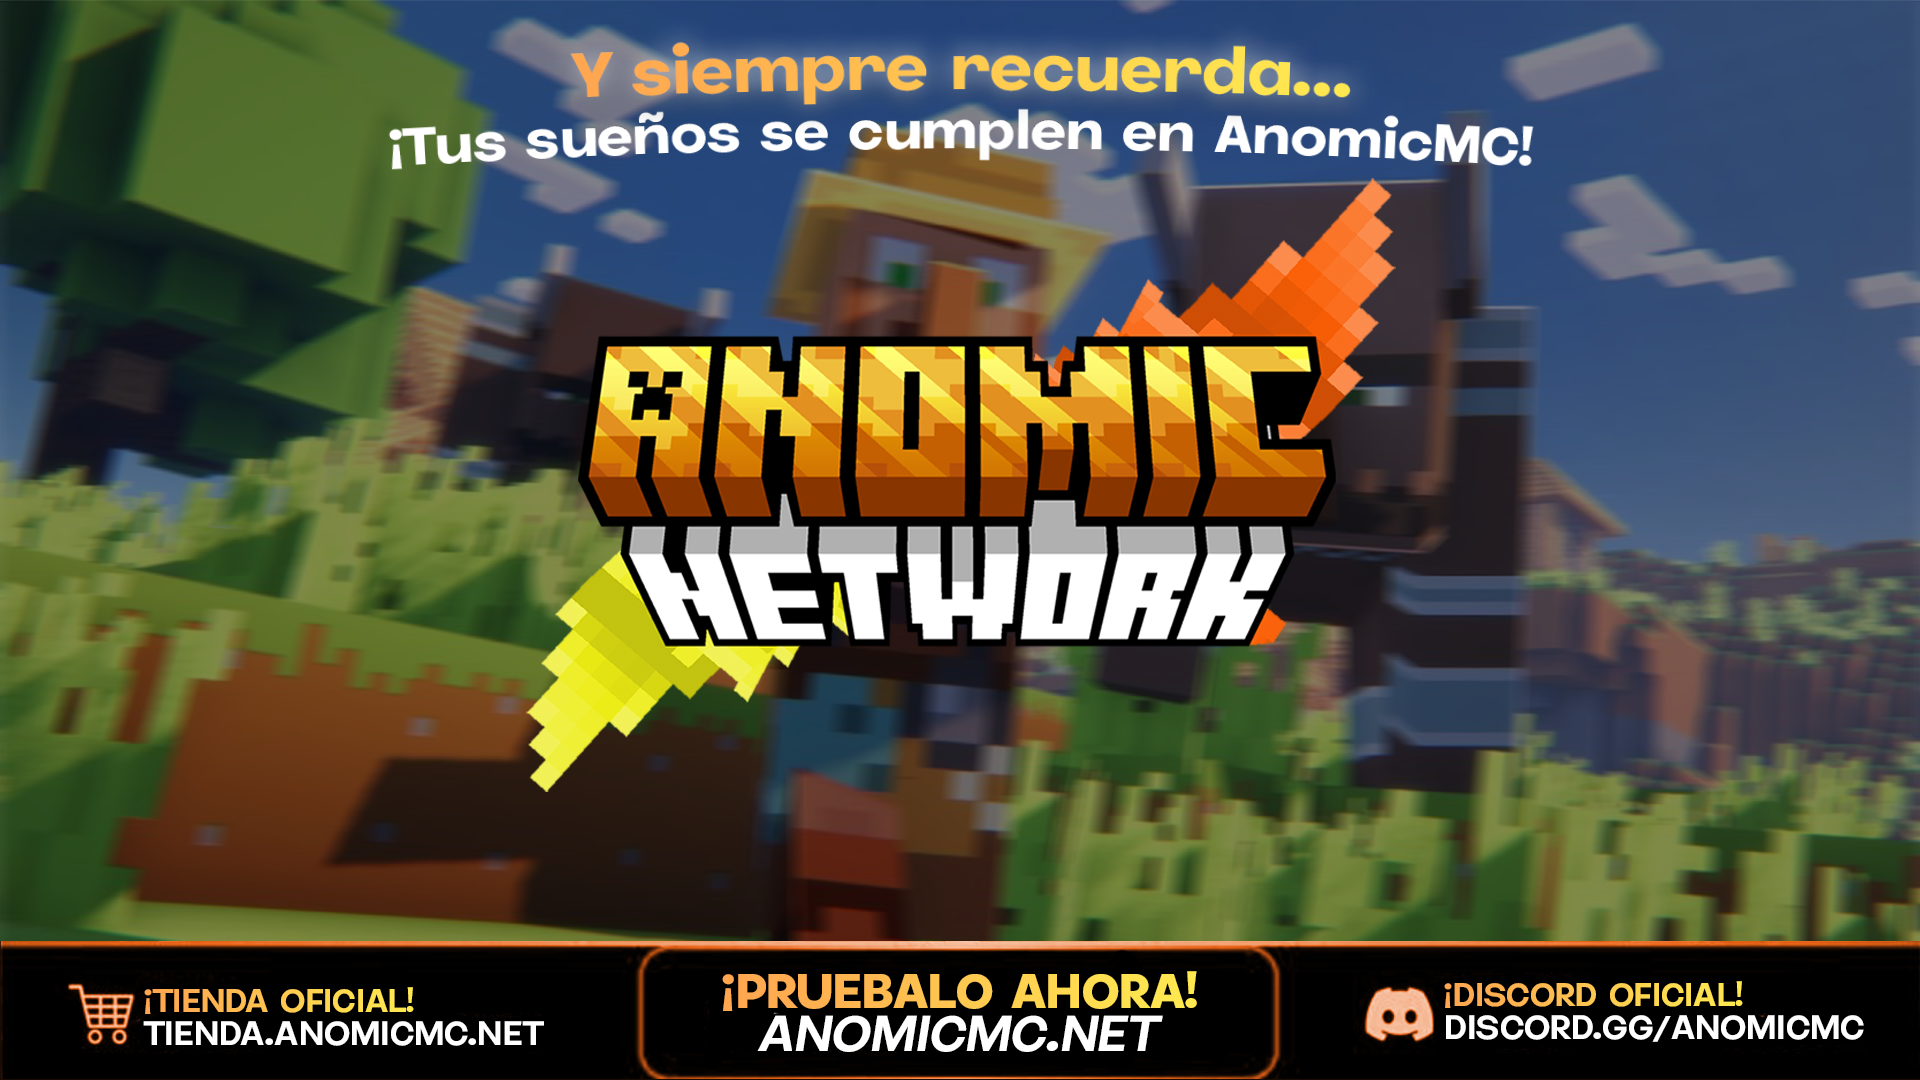 Y siempre recuerda...
¡Tus sueños se cumplen en AnomicMC!
ANOMIC
NETWORK
¡TIENDA OFICIAL!
TIENDA.ANOMICMC.NET
¡PRUEBALO AHORA!
ANOMICMC.NET
¡DISCORD OFICIAL!
DISCORD.GG/ANOMICMC